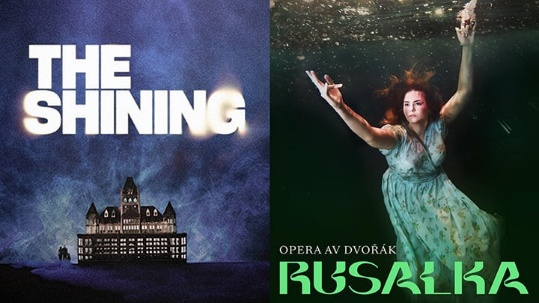 THE
SHINING
OPERA AV DVOŘÁK
RUSALKA